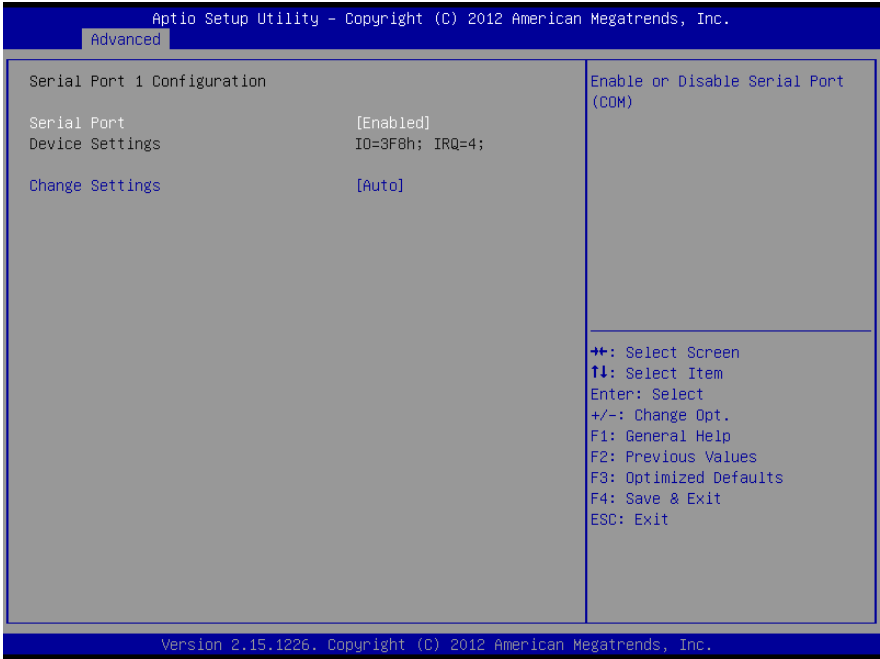 Aptio Setup Utility – Copyright (C) 2012 American Megatrends, Inc.
Advanced
Serial Port 1 Configuration
Serial Port [Enabled]
Device Settings IO=3F8h; IRQ=4;
Change Settings [Auto]
Enable or Disable Serial Port
(COM)
→←: Select Screen
↑↓: Select Item
Enter: Select
+/-: Change Opt.
F1: General Help
F2: Previous Values
F3: Optimized Defaults
F4: Save & Exit
ESC: Exit
Version 2.15.1226. Copyright (C) 2012 American Megatrends, Inc.